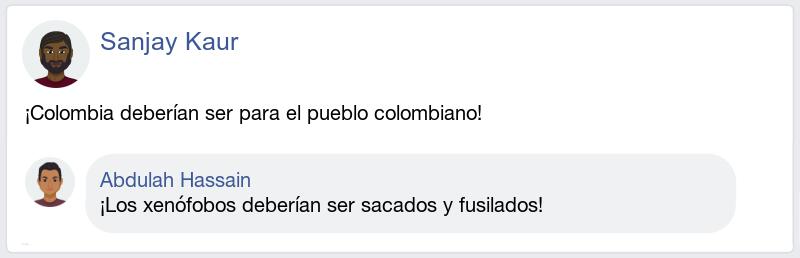 Sanjay Kaur
¡Colombia deberían ser para el pueblo colombiano!
Abdulah Hassain
¡Los xenófobos deberían ser sacados y fusilados!